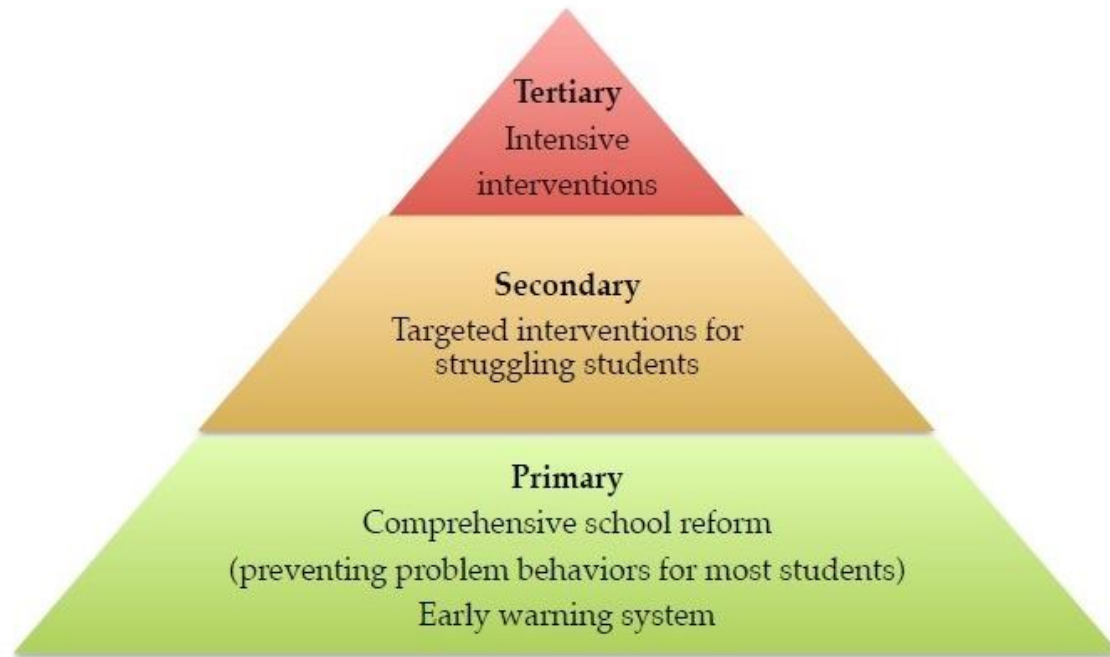 Tertiary
Intensive
interventions
Secondary
Targeted interventions for
struggling students
Primary
Comprehensive school reform
(preventing problem behaviors for most students)
Early warning system